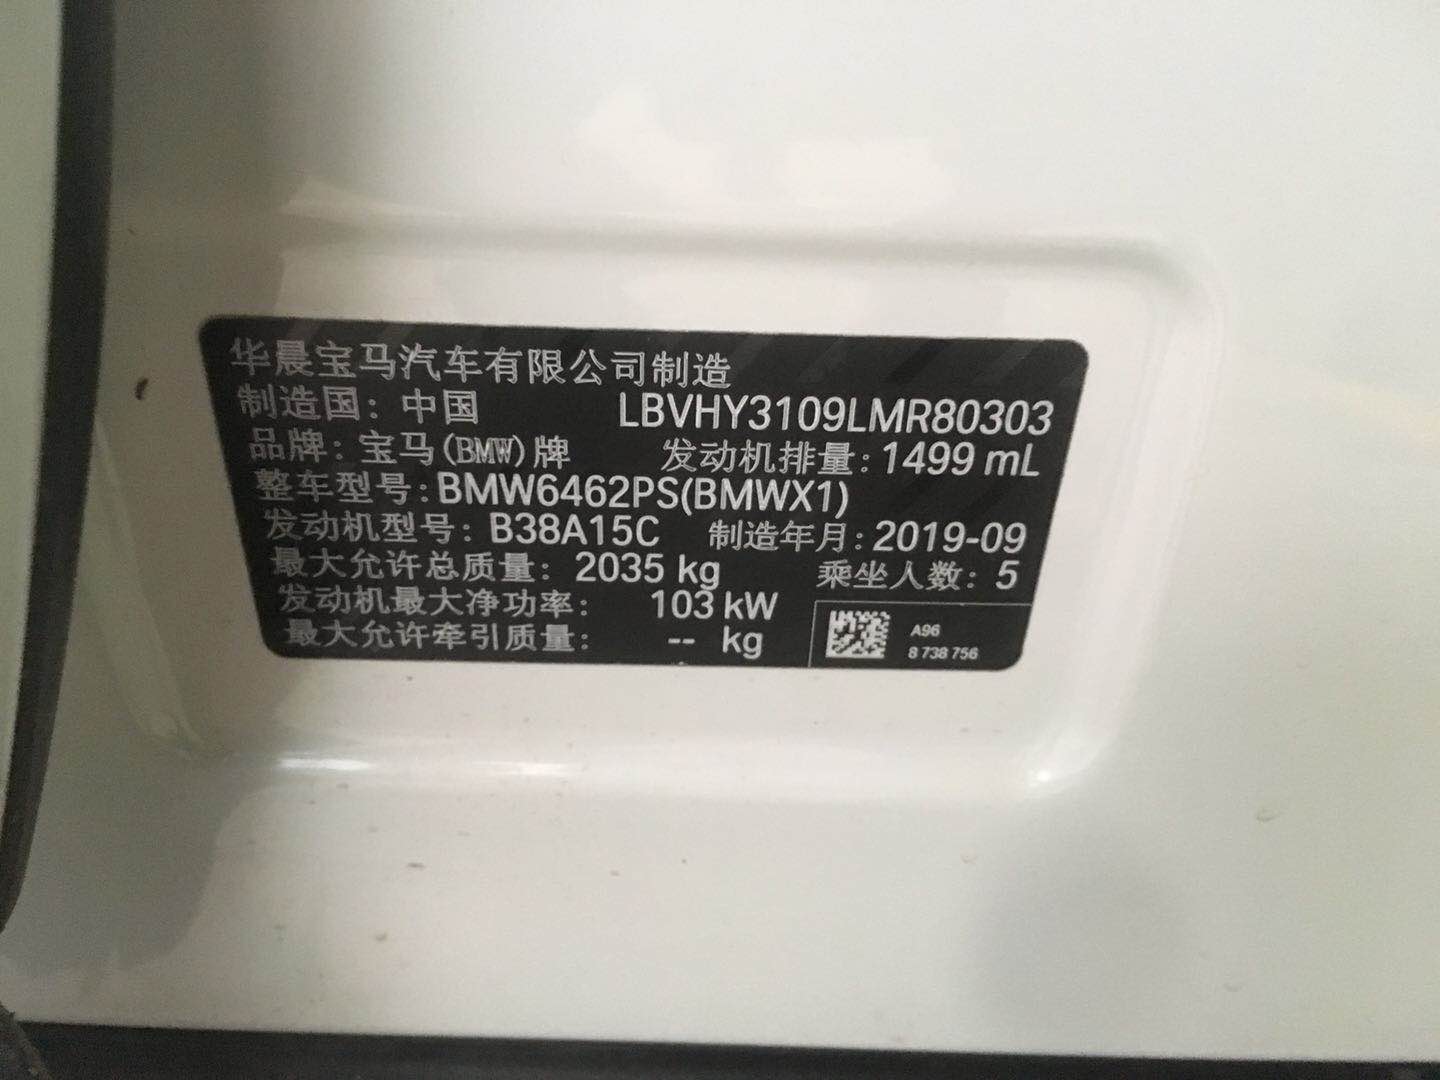 华晨宝马汽车有限公司制造
制造国：中国 LBVHY3109LMR80303
品牌：宝马(BMW)牌 发动机排量：1499 mL
整车型号：BMW6462PS(BMWX1)
发动机型号：B38A15C 制造年月：2019-09
最大允许总质量：2035 kg 乘坐人数：5
发动机最大净功率：103 kW
最大允许牵引质量：-- kg
A96
8 738 756